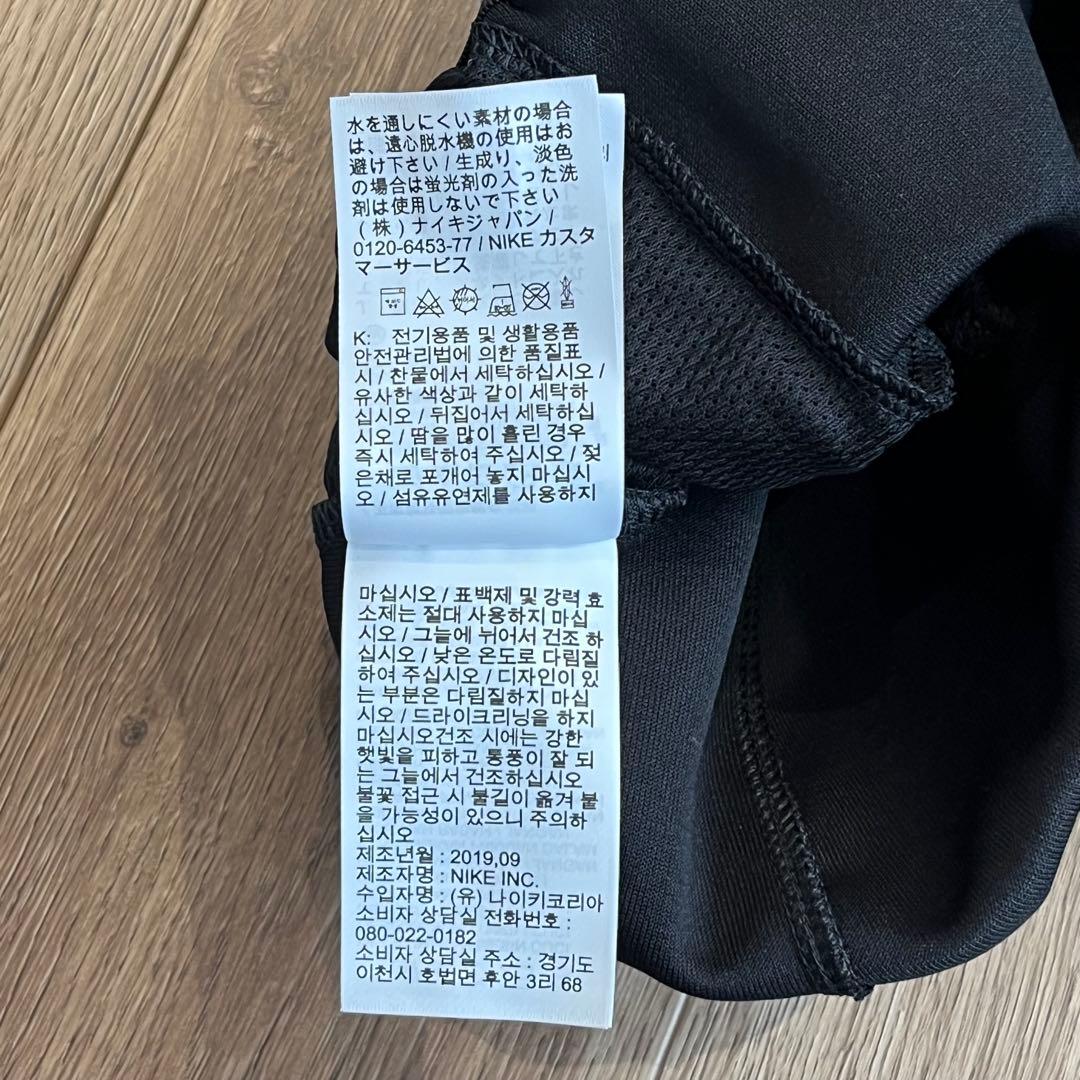 水を通しにくい素材の場合
は、遠心脱水機の使用はお
避け下さい / 生成り、淡色
の場合は蛍光剤の入った洗
剤は使用しないで下さい
(株)ナイキジャパン /
0120-6453-77 / NIKE カスタ
マーサービス
K: 전기용품 및 생활용품
안전관리법에 의한 품질표
시 / 찬물에서 세탁하십시오 /
유사한 색상과 같이 세탁하
십시오 / 뒤집어서 세탁하십
시오 / 땀을 많이 흘린 경우
즉시 세탁하여 주십시오 / 젖
은채로 포개어 놓지 마십시
오 / 섬유유연제를 사용하지
마십시오 / 표백제 및 강력 효
소제는 절대 사용하지 마십
시오 / 그늘에 뉘어서 건조 하
십시오 / 낮은 온도로 다림질
하여 주십시오 / 디자인이 있
는 부분은 다림질하지 마십
시오 / 드라이크리닝을 하지
마십시오건조 시에는 강한
햇빛을 피하고 통풍이 잘 되
는 그늘에서 건조하십시오
불꽃 접근 시 불길이 옮겨 붙
을 가능성이 있으니 주의하
십시오
제조년월 : 2019,09
제조자명 : NIKE INC.
수입자명 : (유) 나이키코리아
소비자 상담실 전화번호 :
080-022-0182
소비자 상담실 주소 : 경기도
이천시 호법면 후안 3리 68